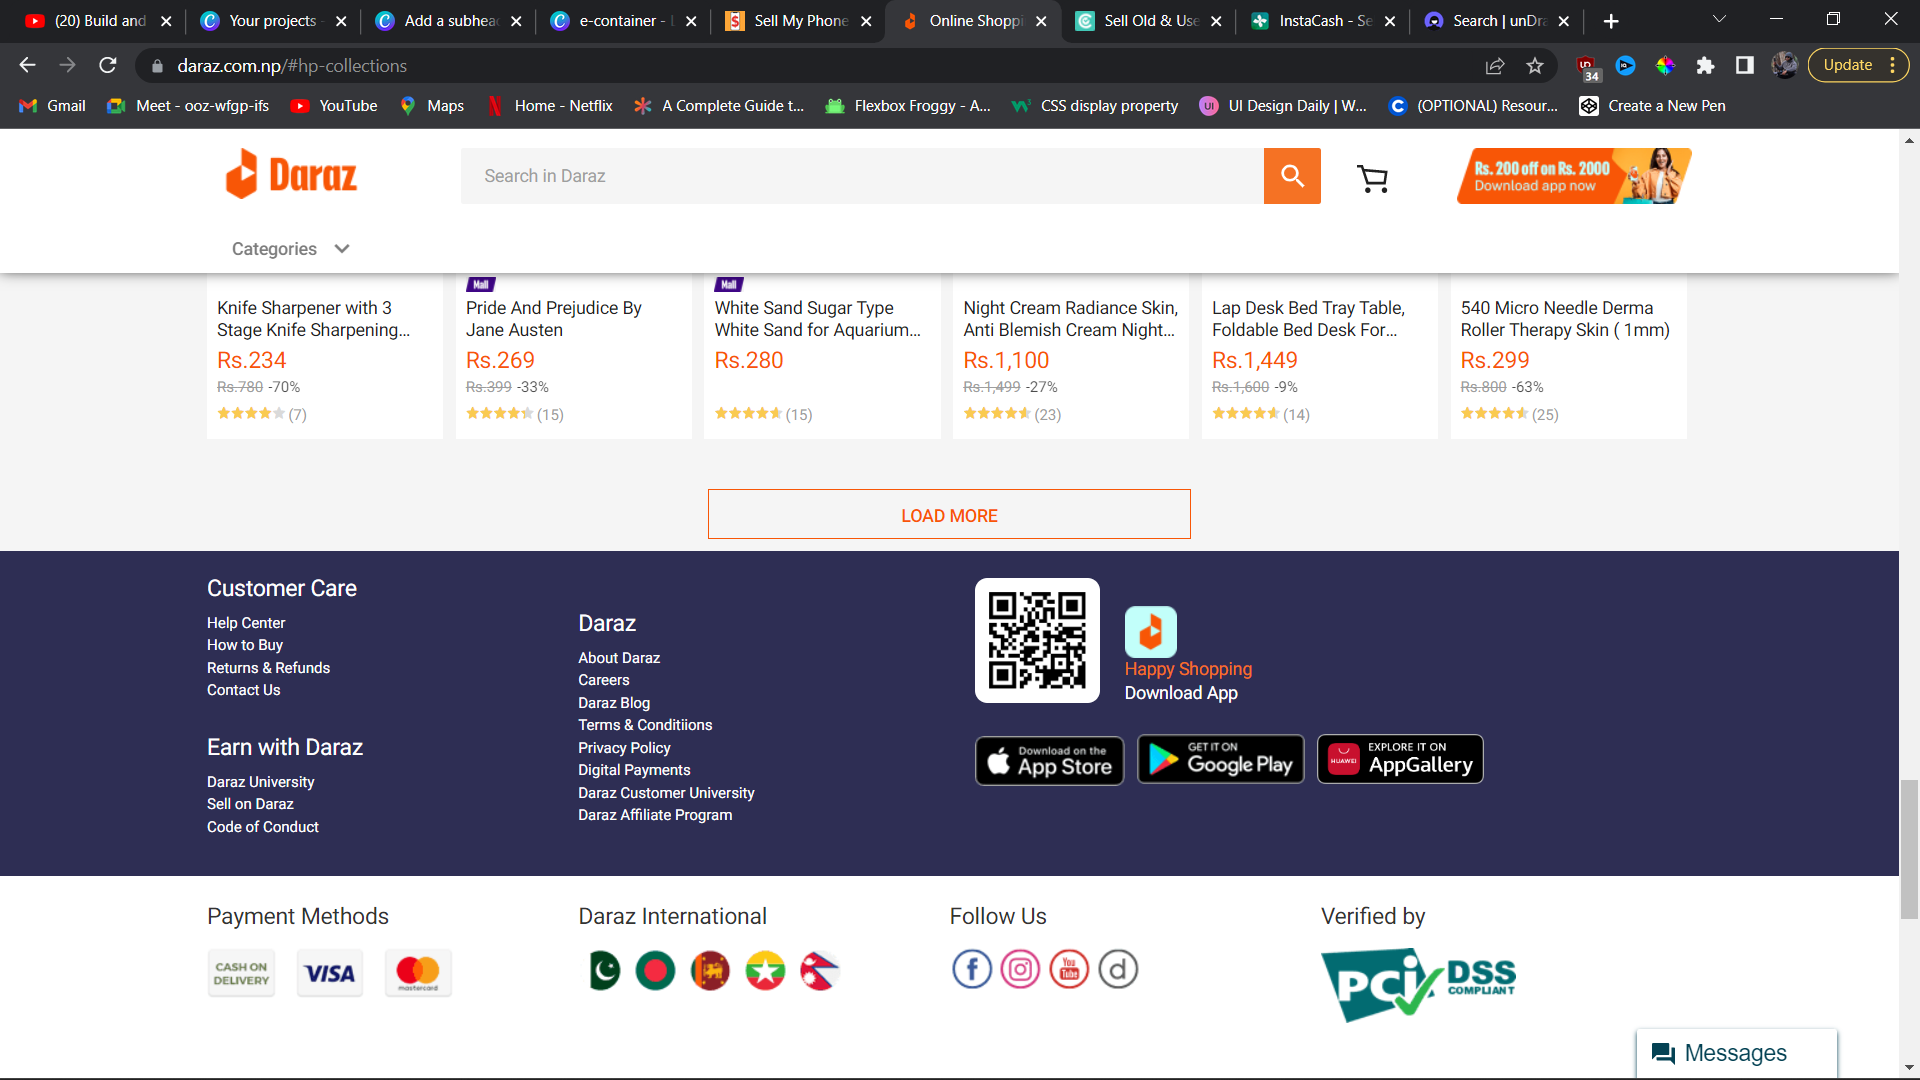 (20) Build and
Your projects -
Add a subhea
e-container -
Sell My Phone
Online Shoppi
Sell Old & Use
InstaCash - Se
Search | unDra
daraz.com.np/#hp-collections
34
Update
Gmail
Meet - ooz-wfgp-ifs
YouTube
Maps
Home - Netflix
A Complete Guide t...
Flexbox Froggy - A...
CSS display property
UI
UI Design Daily | W...
(OPTIONAL) Resour...
Create a New Pen
Daraz
Search in Daraz
Rs. 200 off on Rs. 2000
Download app now
Categories
Knife Sharpener with 3
Stage Knife Sharpening...
Rs.234
Rs.780 -70%
(7)
Mall
Pride And Prejudice By
Jane Austen
Rs.269
Rs.399 -33%
(15)
Mall
White Sand Sugar Type
White Sand for Aquarium...
Rs.280
(15)
Night Cream Radiance Skin,
Anti Blemish Cream Night...
Rs.1,100
Rs.1,499 -27%
(23)
Lap Desk Bed Tray Table,
Foldable Bed Desk For...
Rs.1,449
Rs.1,600 -9%
(14)
540 Micro Needle Derma
Roller Therapy Skin ( 1mm)
Rs.299
Rs.800 -63%
(25)
LOAD MORE
Customer Care
Help Center
How to Buy
Returns & Refunds
Contact Us
Earn with Daraz
Daraz University
Sell on Daraz
Code of Conduct
Daraz
About Daraz
Careers
Daraz Blog
Terms & Conditiions
Privacy Policy
Digital Payments
Daraz Customer University
Daraz Affiliate Program
Happy Shopping
Download App
Download on the
App Store
GET IT ON
Google Play
HUAWEI
EXPLORE IT ON
AppGallery
Payment Methods
CASH ON
DELIVERY
VISA
mastercard
Daraz International
Follow Us
You
Tube
d
Verified by
PCI DSS
COMPLIANT
Messages